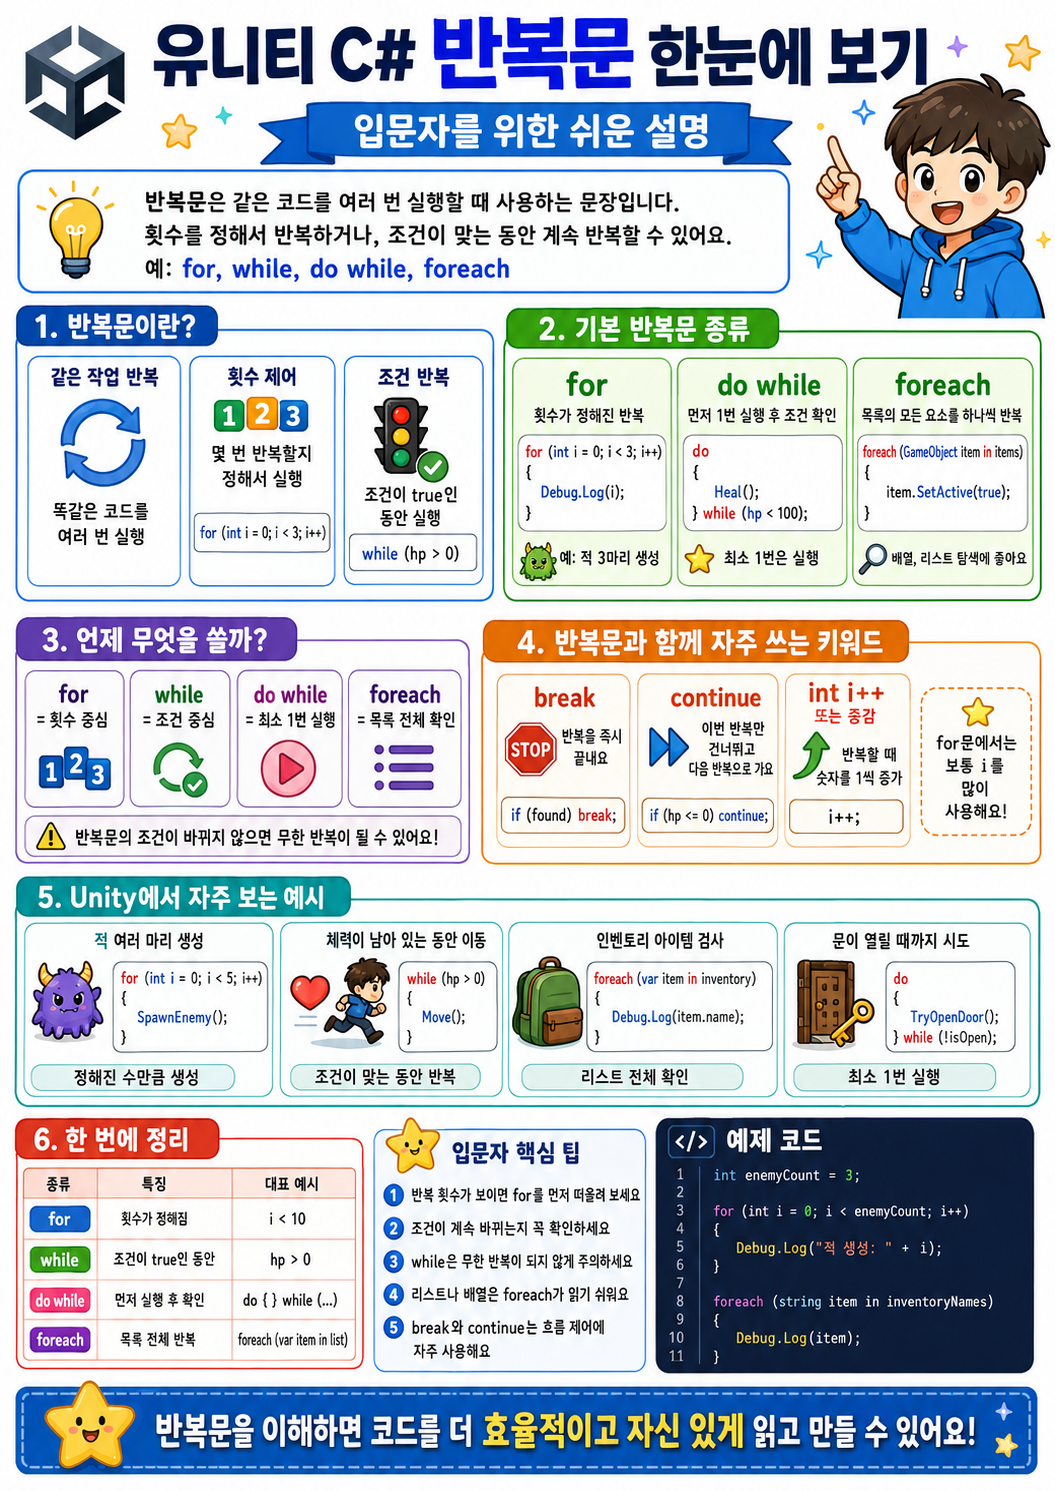 유니티 C# 반복문 한눈에 보기
입문자를 위한 쉬운 설명
반복문은 같은 코드를 여러 번 실행할 때 사용하는 문장입니다.
횟수를 정해서 반복하거나, 조건이 맞는 동안 계속 반복할 수 있어요.
예: for, while, do while, foreach
1. 반복문이란?
같은 작업 반복
똑같은 코드를
여러 번 실행
횟수 제어
1 2 3
몇 번 반복할지
정해서 실행
for (int i = 0; i < 3; i++)
조건 반복
조건이 true인
동안 실행
while (hp > 0)
2. 기본 반복문 종류
for
횟수가 정해진 반복
for (int i = 0; i < 3; i++)
{
Debug.Log(i);
}
예: 적 3마리 생성
do while
먼저 1번 실행 후 조건 확인
do
{
Heal();
} while (hp < 100);
최소 1번은 실행
foreach
목록의 모든 요소를 하나씩 반복
foreach (GameObject item in items)
{
item.SetActive(true);
}
배열, 리스트 탐색에 좋아요
3. 언제 무엇을 쓸까?
for
= 횟수 중심
1 2 3
while
= 조건 중심
do while
= 최소 1번 실행
foreach
= 목록 전체 확인
반복문의 조건이 바뀌지 않으면 무한 반복이 될 수 있어요!
4. 반복문과 함께 자주 쓰는 키워드
break
STOP
반복을 즉시
끝내요
if (found) break;
continue
이번 반복만
건너뛰고
다음 반복으로 가요
if (hp <= 0) continue;
int i++
또는 증감
반복할 때
숫자를 1씩 증가
i++;
for문에서는
보통 i를
많이
사용해요!
5. Unity에서 자주 보는 예시
적 여러 마리 생성
for (int i = 0; i < 5; i++)
{
SpawnEnemy();
}
정해진 수만큼 생성
체력이 남아 있는 동안 이동
while (hp > 0)
{
Move();
}
조건이 맞는 동안 반복
인벤토리 아이템 검사
foreach (var item in inventory)
{
Debug.Log(item.name);
}
리스트 전체 확인
문이 열릴 때까지 시도
do
{
TryOpenDoor();
} while (!isOpen);
최소 1번 실행
6. 한 번에 정리
종류 특징 대표 예시
for 횟수가 정해짐 i < 10
while 조건이 true인 동안 hp > 0
do while 먼저 실행 후 확인 do { } while (...)
foreach 목록 전체 반복 foreach (var item in list)
입문자 핵심 팁
1 반복 횟수가 보이면 for를 먼저 떠올려 보세요
2 조건이 계속 바뀌는지 꼭 확인하세요
3 while은 무한 반복이 되지 않게 주의하세요
4 리스트나 배열은 foreach가 읽기 쉬워요
5 break와 continue는 흐름 제어에
자주 사용해요
</> 예제 코드
1 int enemyCount = 3;
2
3 for (int i = 0; i < enemyCount; i++)
4 {
5 Debug.Log("적 생성: " + i);
6 }
7
8 foreach (string item in inventoryNames)
9 {
10 Debug.Log(item);
11 }
반복문을 이해하면 코드를 더 효율적이고 자신 있게 읽고 만들 수 있어요!